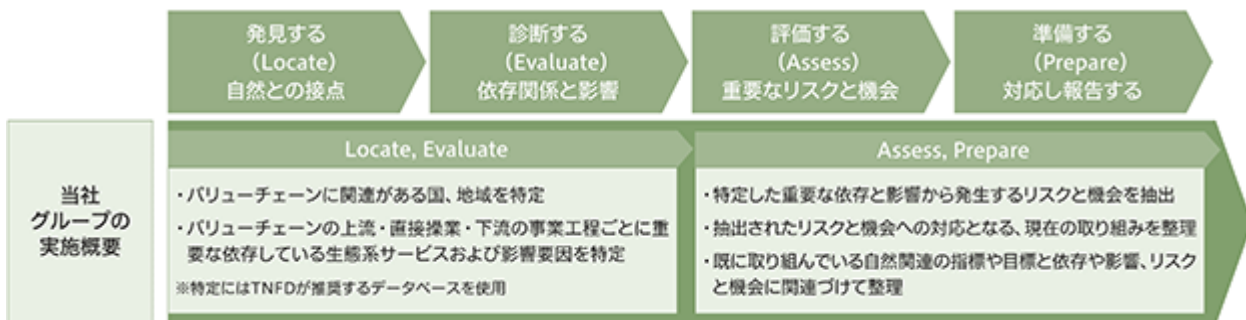 発見する
（Locate）
自然との接点
診断する
（Evaluate）
依存関係と影響
評価する
（Assess）
重要なリスクと機会
準備する
（Prepare）
対応し報告する
当社
グループの
実施概要
Locate, Evaluate
・バリューチェーンに関連がある国、地域を特定
・バリューチェーンの上流・直接操業・下流の事業工程ごとに重
要な依存している生態系サービスおよび影響要因を特定
※特定にはTNFDが推奨するデータベースを使用
Assess, Prepare
・特定した重要な依存と影響から発生するリスクと機会を抽出
・抽出されたリスクと機会への対応となる、現在の取り組みを整理
・既に取り組んでいる自然関連の指標や目標と依存や影響、リスク
と機会に関連づけて整理